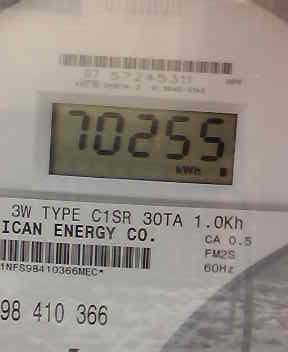 07 57245311
70255
kWh
3W TYPE C1SR 30TA 1.0Kh
ICAN ENERGY CO.
CA 0.5
FM2S
60Hz
1NFS98410366MEC*
98 410 366